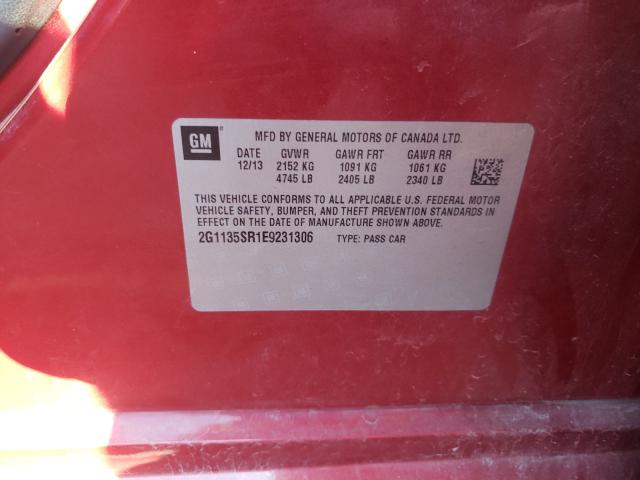 GM ®
MFD BY GENERAL MOTORS OF CANADA LTD.
DATE GVWR GAWR FRT GAWR RR
12/13 2152 KG 1091 KG 1061 KG
4745 LB 2405 LB 2340 LB
THIS VEHICLE CONFORMS TO ALL APPLICABLE U.S. FEDERAL MOTOR
VEHICLE SAFETY, BUMPER, AND THEFT PREVENTION STANDARDS IN
EFFECT ON THE DATE OF MANUFACTURE SHOWN ABOVE.
2G1135SR1E9231306 TYPE: PASS CAR